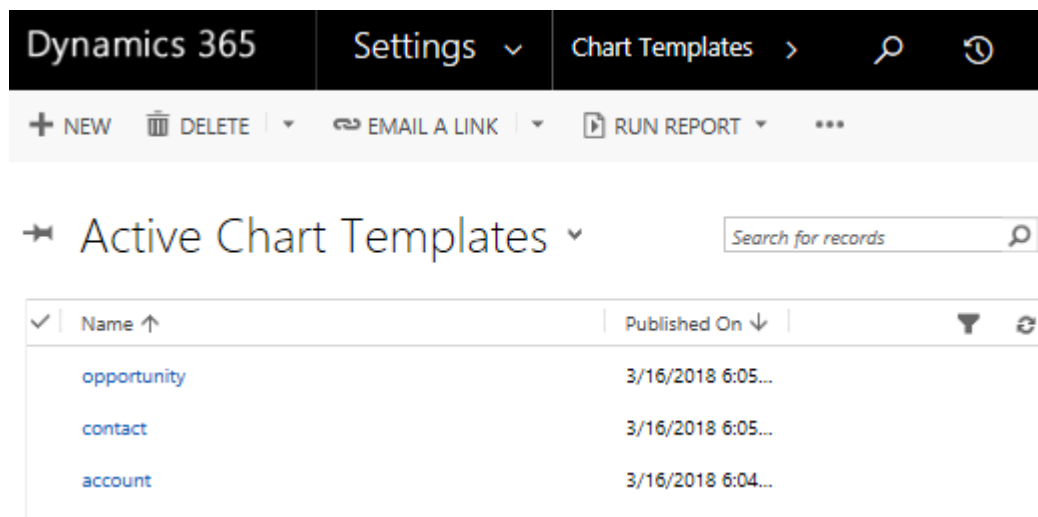 Dynamics 365 Settings Chart Templates
NEW DELETE EMAIL A LINK RUN REPORT
Active Chart Templates Search for records
Name Published On
opportunity 3/16/2018 6:05...
contact 3/16/2018 6:05...
account 3/16/2018 6:04...